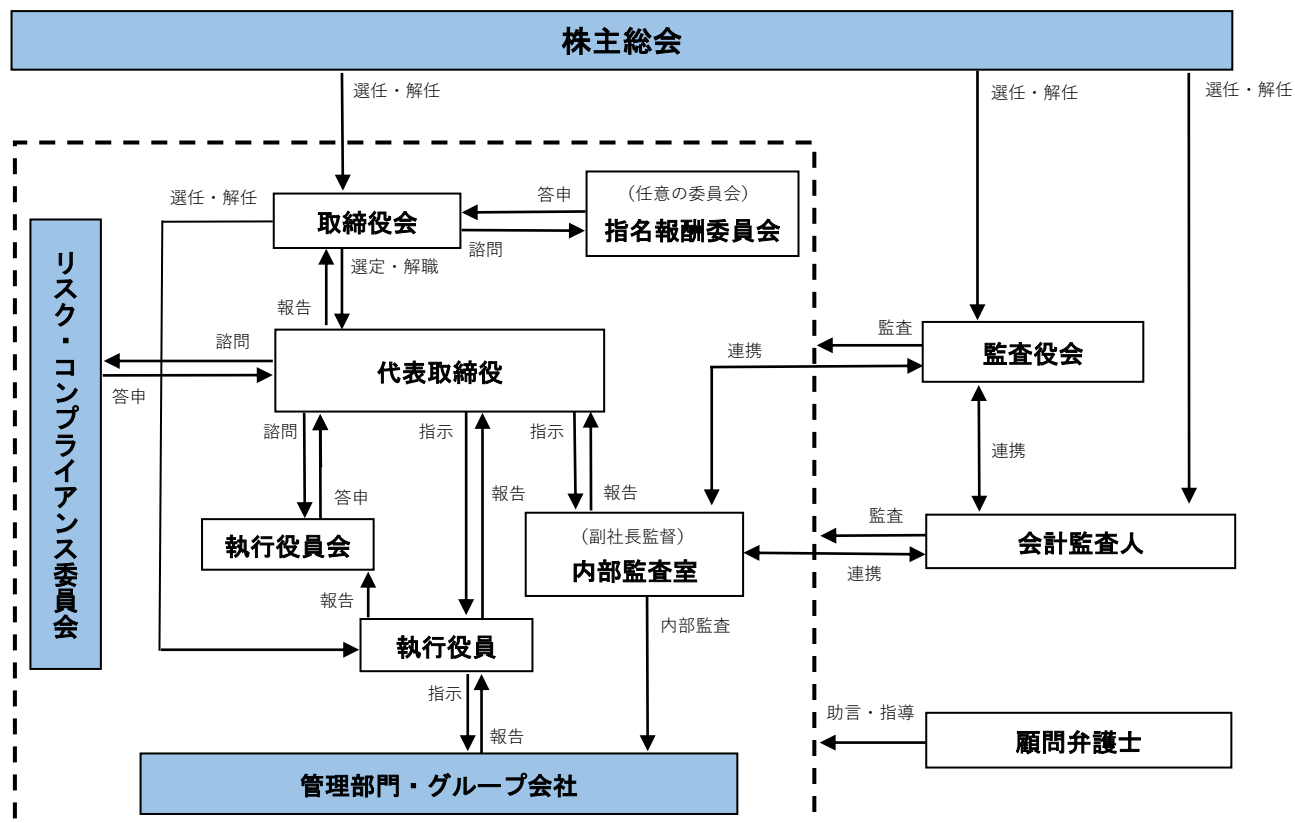 株主総会
選任・解任
選任・解任
選任・解任
選任・解任
取締役会
答申
諮問
(任意の委員会)
指名報酬委員会
選定・解職
報告
リスク・コンプライアンス委員会
諮問
答申
代表取締役
連携
監査
監査役会
諮問
答申
指示
報告
指示
報告
連携
執行役員会
(副社長監督)
内部監査室
監査
連携
会計監査人
報告
執行役員
内部監査
指示
報告
助言・指導
顧問弁護士
管理部門・グループ会社